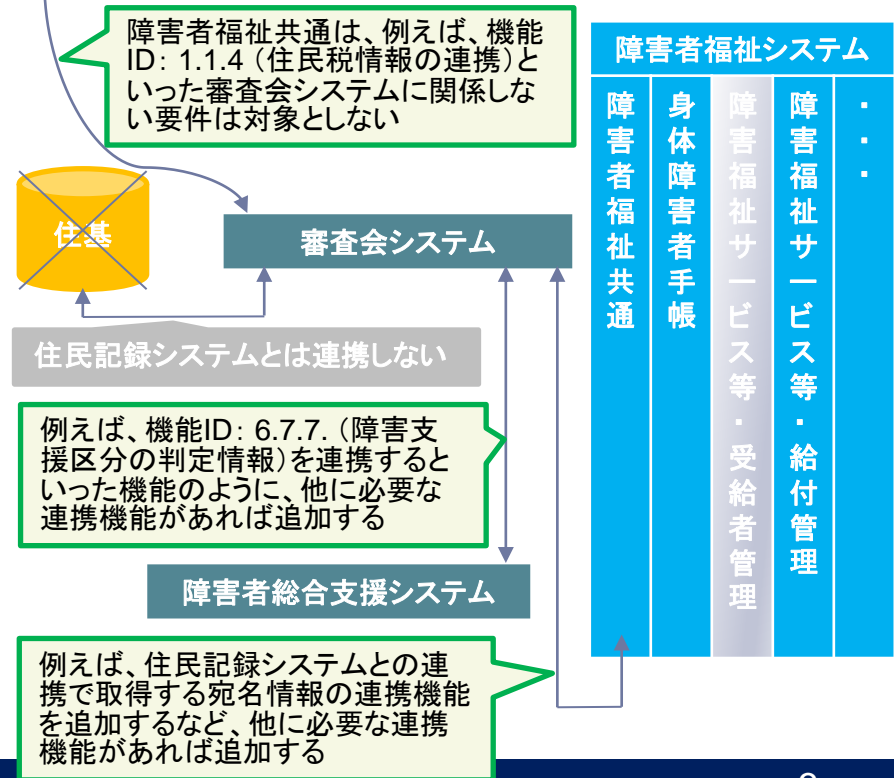 障害者福祉共通は、例えば、機能
ID：1.1.4（住民税情報の連携）と
いった審査会システムに関係しな
い要件は対象としない
障害者福祉システム
障害者福祉共通
身体障害者手帳
障害福祉サービス等・受給者管理
障害福祉サービス等・給付管理
・・・
住基
審査会システム
住民記録システムとは連携しない
例えば、機能ID：6.7.7.（障害支
援区分の判定情報）を連携すると
いった機能のように、他に必要な
連携機能があれば追加する
障害者総合支援システム
例えば、住民記録システムとの連
携で取得する宛名情報の連携機能
を追加するなど、他に必要な連携
機能があれば追加する